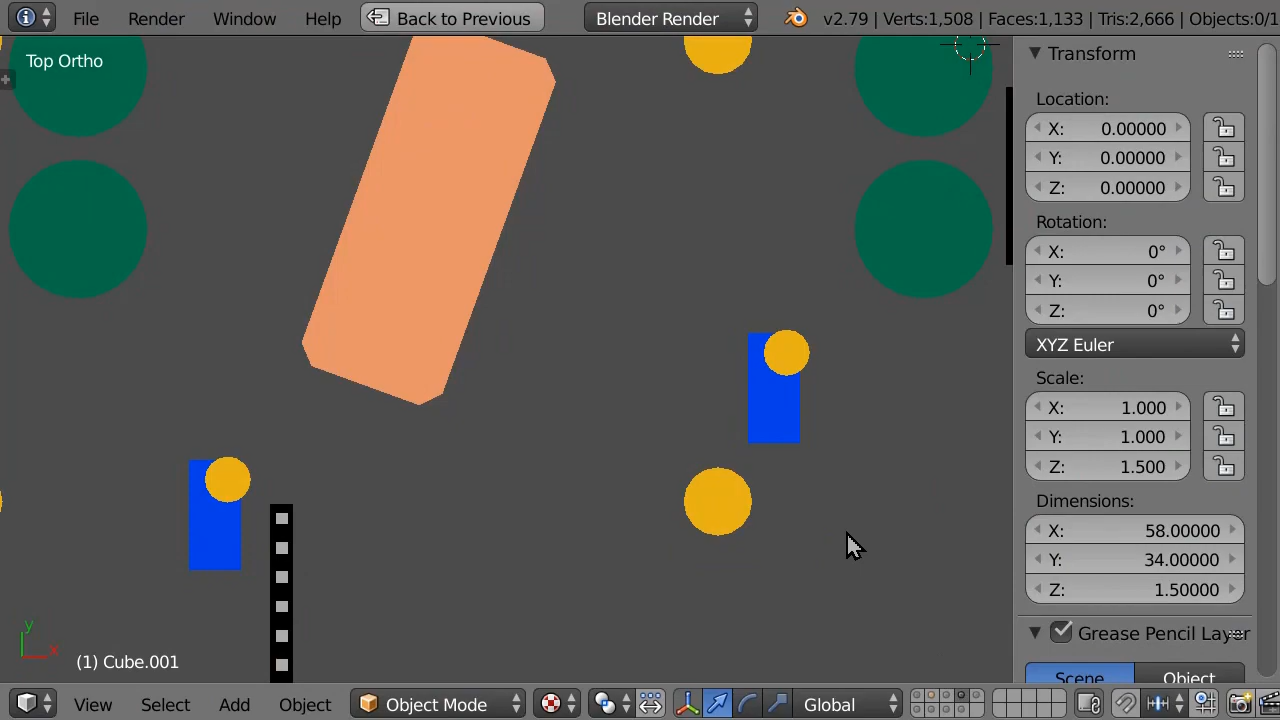 File Render Window Help Back to Previous Blender Render v2.79 | Verts:1,508 | Faces:1,133 | Tris:2,666 | Objects:0/1
Top Ortho
Transform
Location:
X: 0.00000
Y: 0.00000
Z: 0.00000
Rotation:
X: 0°
Y: 0°
Z: 0°
XYZ Euler
Scale:
X: 1.000
Y: 1.000
Z: 1.500
Dimensions:
X: 58.00000
Y: 34.00000
Z: 1.50000
Grease Pencil Layer
Scene Object
y
x
(1) Cube.001
View Select Add Object Object Mode Global